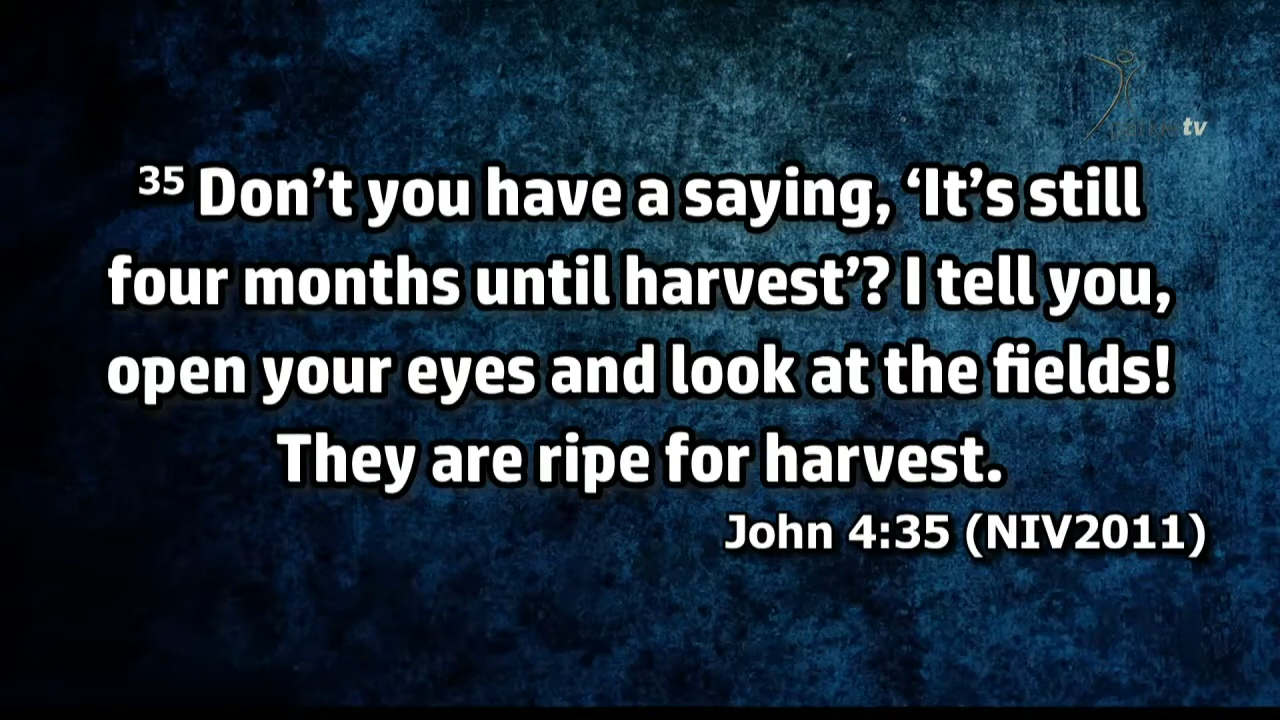 tv
35 Don’t you have a saying, ‘It’s still
four months until harvest’? I tell you,
open your eyes and look at the fields!
They are ripe for harvest.
John 4:35 (NIV2011)